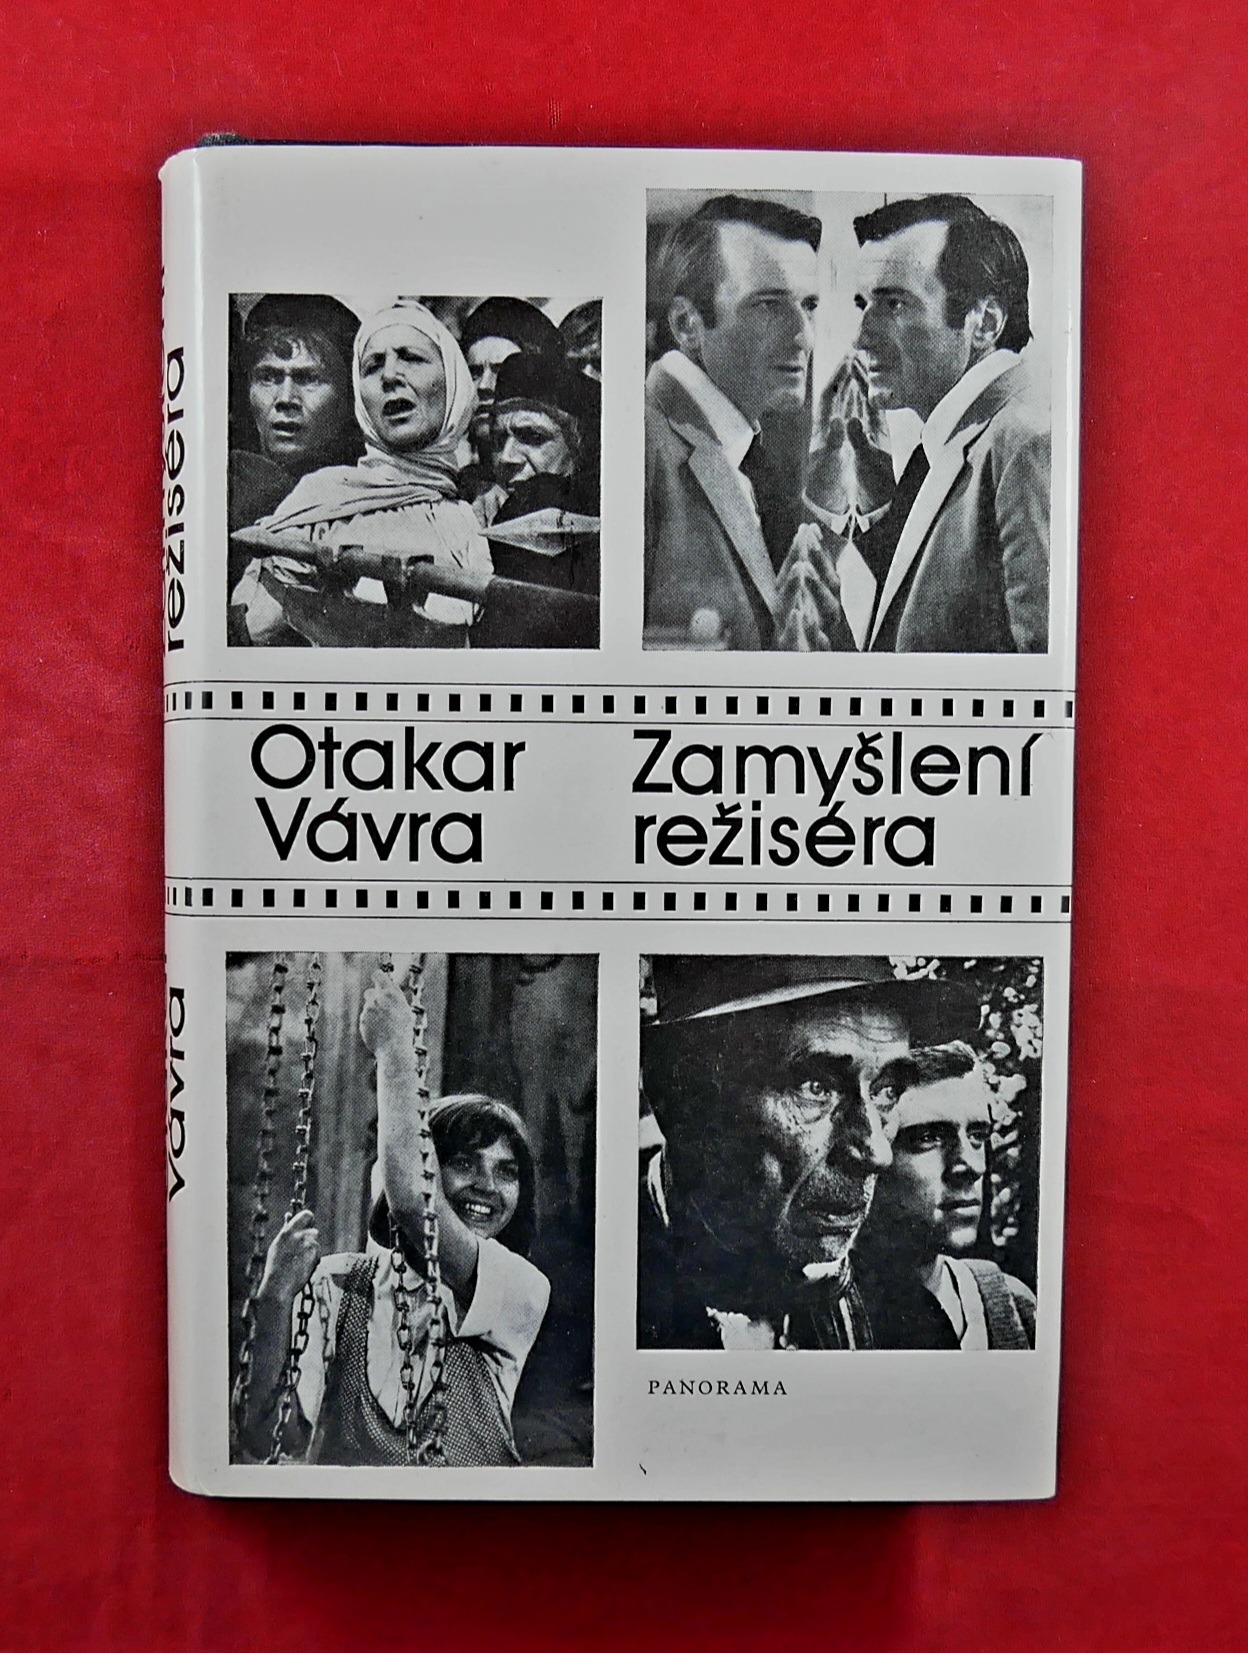 Otakar
Vávra
Zamyšlení
režiséra
PANORAMA
vávra
režiséra